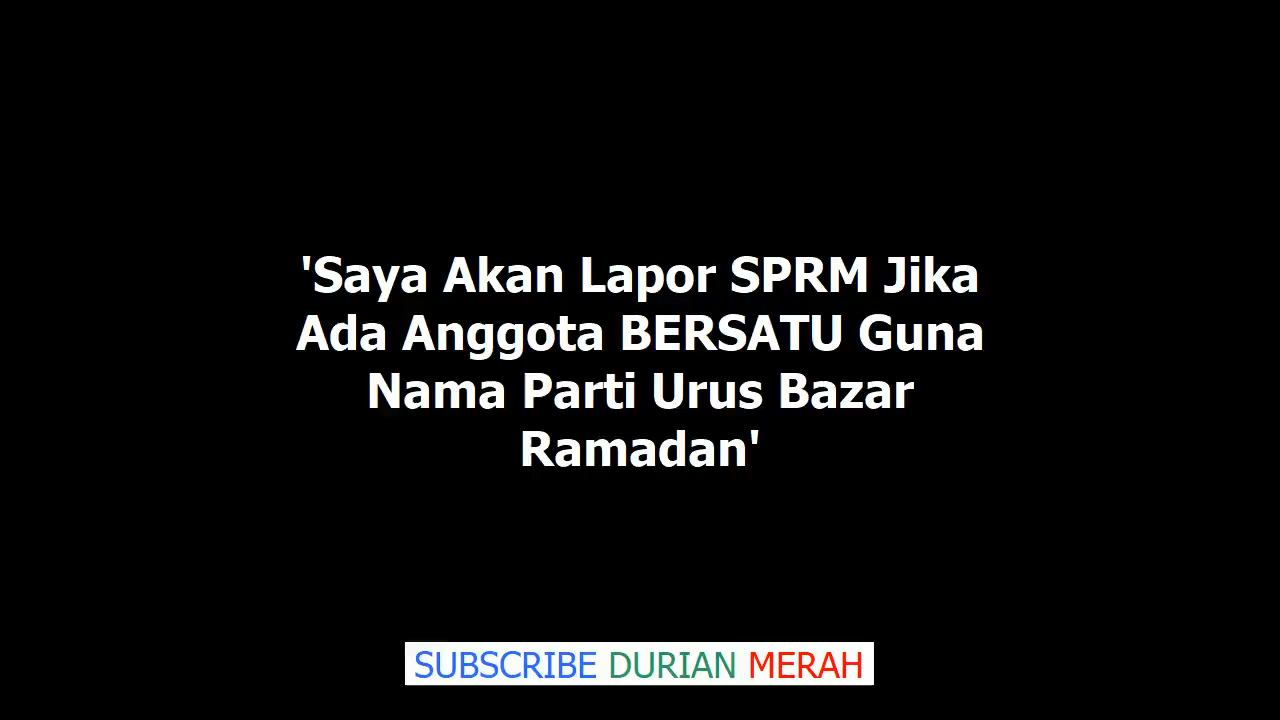 'Saya Akan Lapor SPRM Jika
Ada Anggota BERSATU Guna
Nama Parti Urus Bazar
Ramadan'
SUBSCRIBE DURIAN MERAH